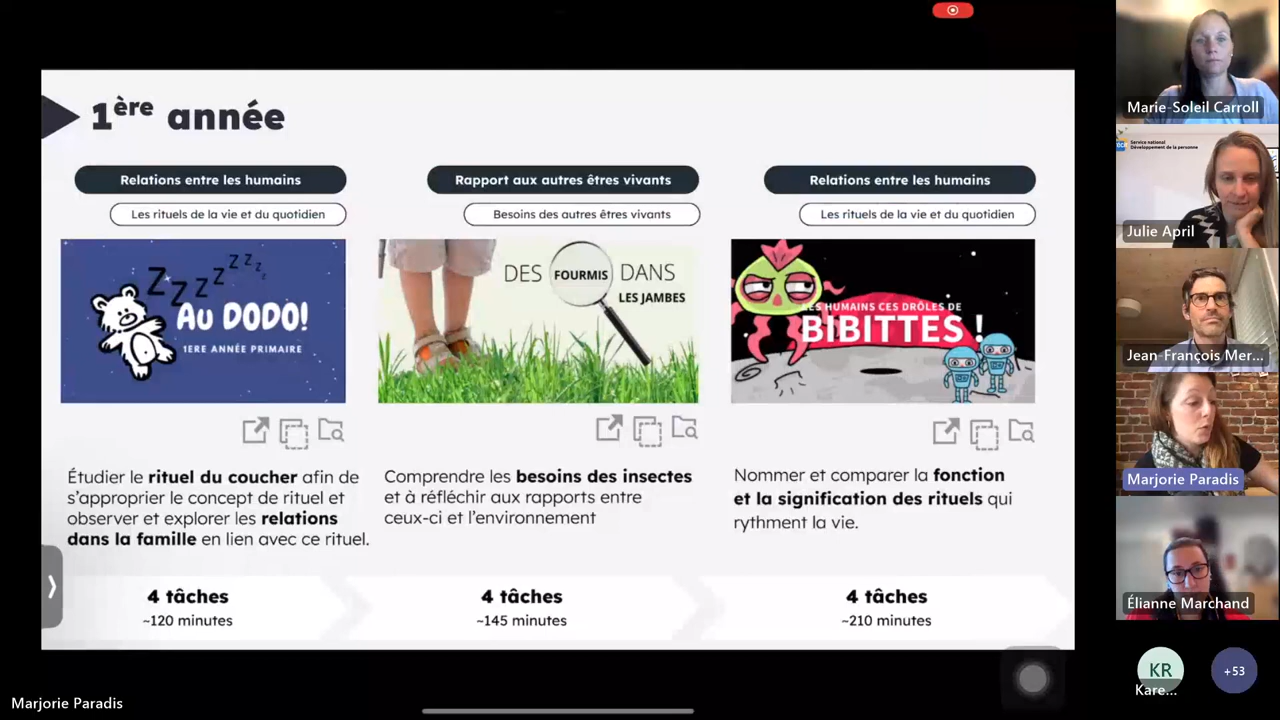 1ère année
Relations entre les humains
Les rituels de la vie et du quotidien
Z Z Z Z Z Z Z Z
AU DODO!
1ERE ANNÉE PRIMAIRE
Étudier le rituel du coucher afin de
s'approprier le concept de rituel et
observer et explorer les relations
dans la famille en lien avec ce rituel.
4 tâches
~120 minutes
Rapport aux autres êtres vivants
Besoins des autres êtres vivants
DES FOURMIS DANS
LES JAMBES
Comprendre les besoins des insectes
et à réfléchir aux rapports entre
ceux-ci et l'environnement
4 tâches
~145 minutes
Relations entre les humains
Les rituels de la vie et du quotidien
LES HUMAINS CES DRÔLES DE
BIBITTES !
Nommer et comparer la fonction
et la signification des rituels qui
rythment la vie.
4 tâches
~210 minutes
Marjorie Paradis
Marie-Soleil Carroll
Service national
Développement de la personne
Julie April
Jean-François Mer...
Marjorie Paradis
Élianne Marchand
KR
Kare...
+53